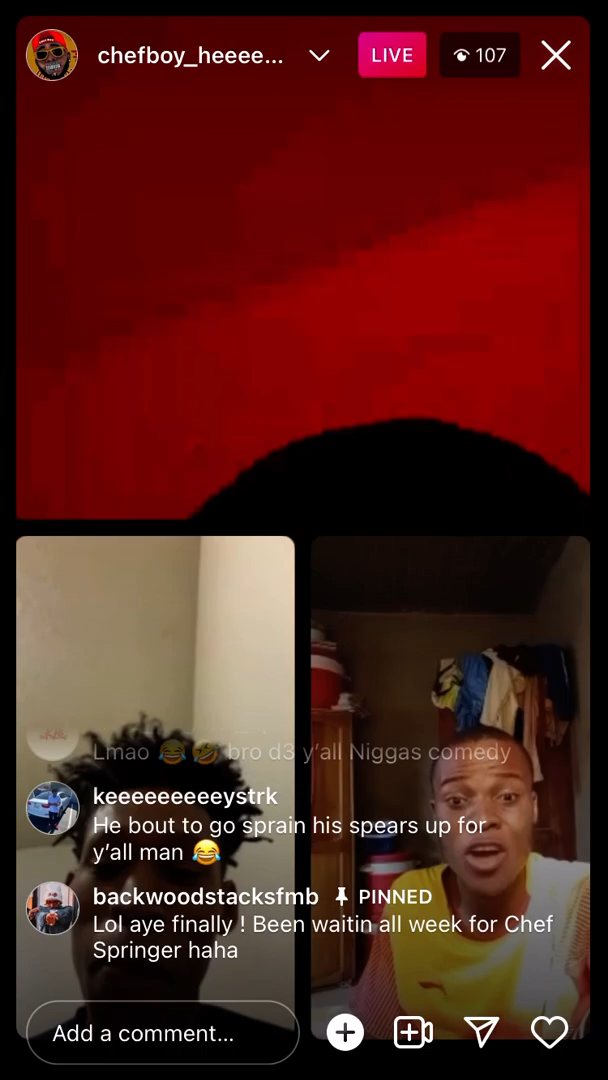 chefboy_heeee...
LIVE
107
Lmao 😂 🤣 bro d3 y'all Niggas comedy
keeeeeeeeeystrk
He bout to go sprain his spears up for
y'all man 😂
backwoodstacksfmb PINNED
Lol aye finally ! Been waitin all week for Chef
Springer haha
Add a comment...